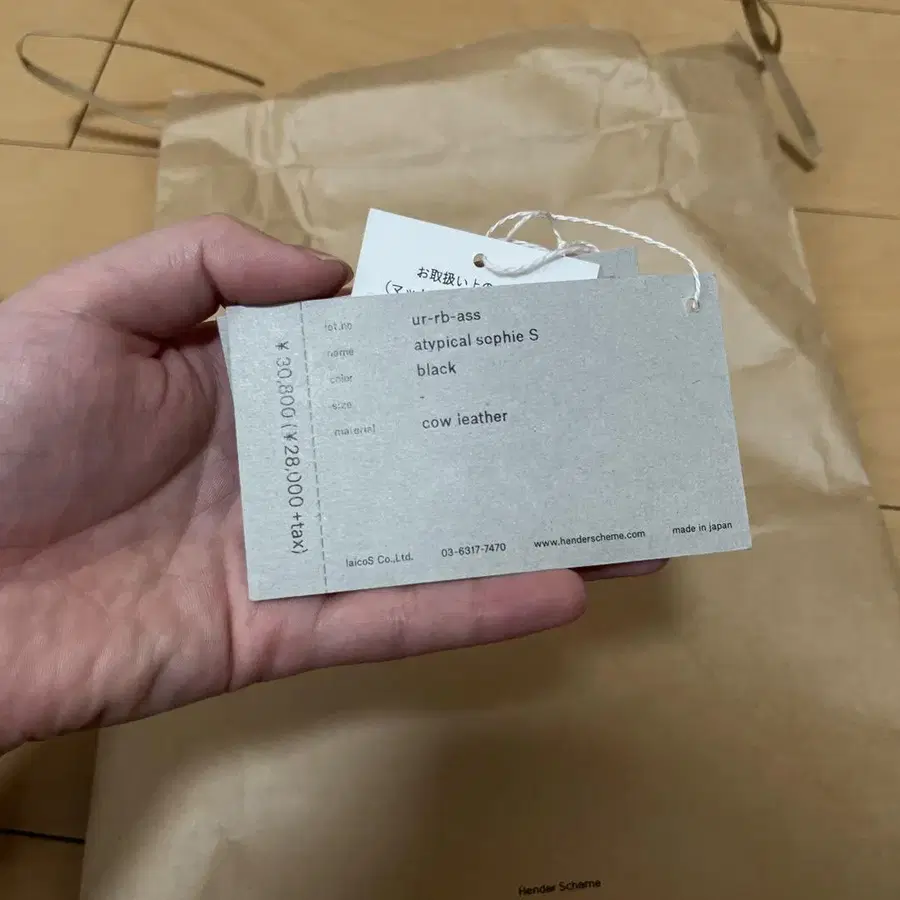 お取扱い上の
(マット
¥30,800 (¥28,000+tax)
lot.no ur-rb-ass
name atypical sophie S
color black
size -
material cow leather
laicoS Co.,Ltd. 03-6317-7470 www.henderscheme.com made in japan
Hender Scheme